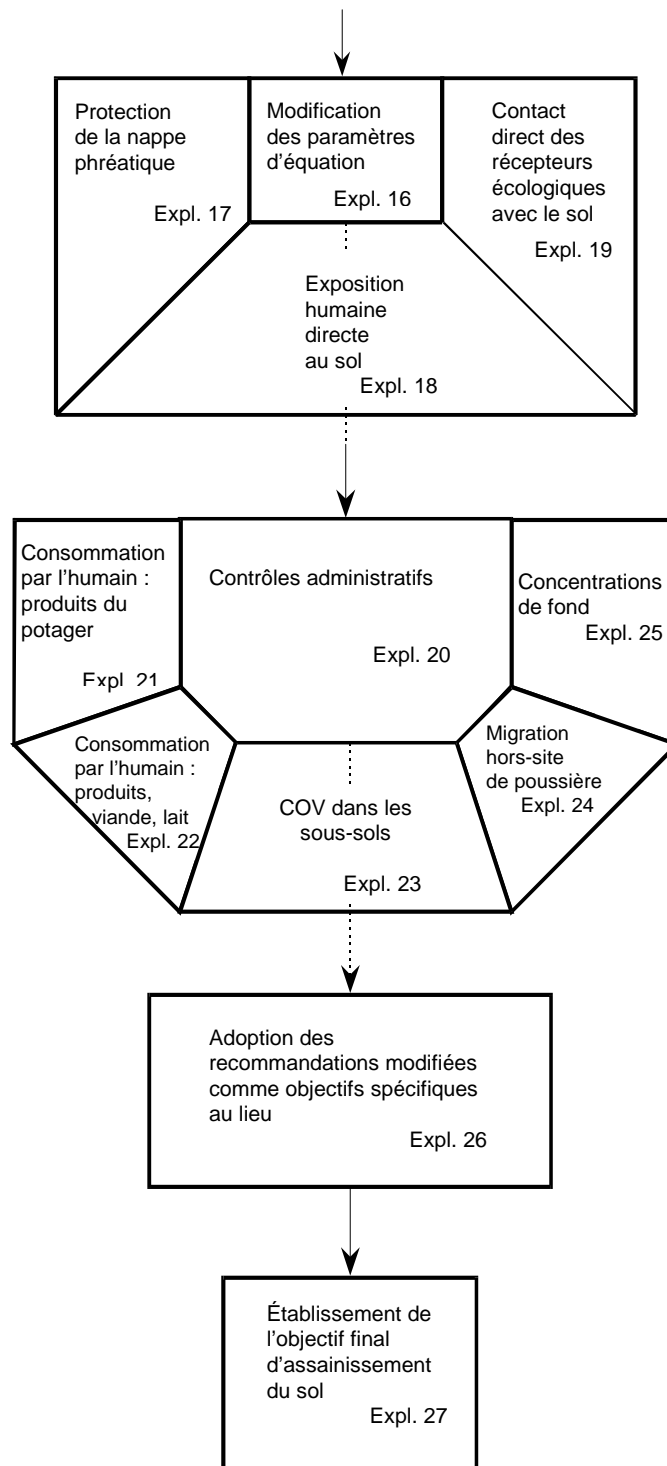 Protection
de la nappe
phréatique
Expl. 17
Modification
des paramètres
d'équation
Expl. 16
Contact
direct des
récepteurs
écologiques
avec le sol
Expl. 19
Exposition
humaine
directe
au sol
Expl. 18
Consommation
par l'humain :
produits du
potager
Expl. 21
Contrôles administratifs
Expl. 20
Concentrations
de fond
Expl. 25
Consommation
par l'humain :
produits,
viande, lait
Expl. 22
COV dans les
sous-sols
Expl. 23
Migration
hors-site
de poussière
Expl. 24
Adoption des
recommandations modifiées
comme objectifs spécifiques
au lieu
Expl. 26
Établissement de
l'objectif final
d'assainissement
du sol
Expl. 27